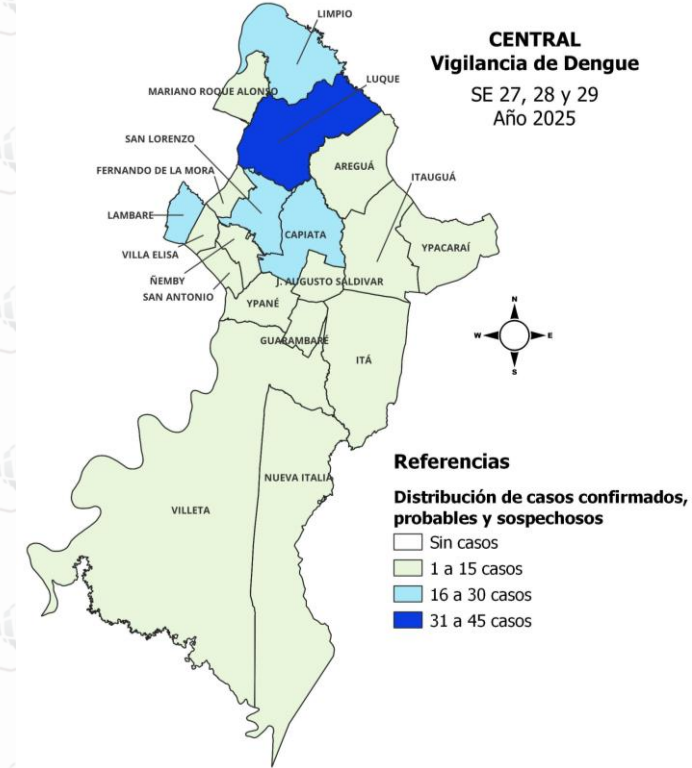 CENTRAL
Vigilancia de Dengue
SE 27, 28 y 29
Año 2025
LIMPIO
LUQUE
MARIANO ROQUE ALONSO
SAN LORENZO
FERNANDO DE LA MORA
AREGUÁ
ITAUGUÁ
LAMBARE
CAPIATA
YPACARAÍ
VILLA ELISA
ÑEMBY
J. AUGUSTO SALDIVAR
SAN ANTONIO
YPANÉ
GUARAMBARÉ
ITÁ
N
W
E
S
NUEVA ITALIA
VILLETA
Referencias
Distribución de casos confirmados,
probables y sospechosos
Sin casos
1 a 15 casos
16 a 30 casos
31 a 45 casos